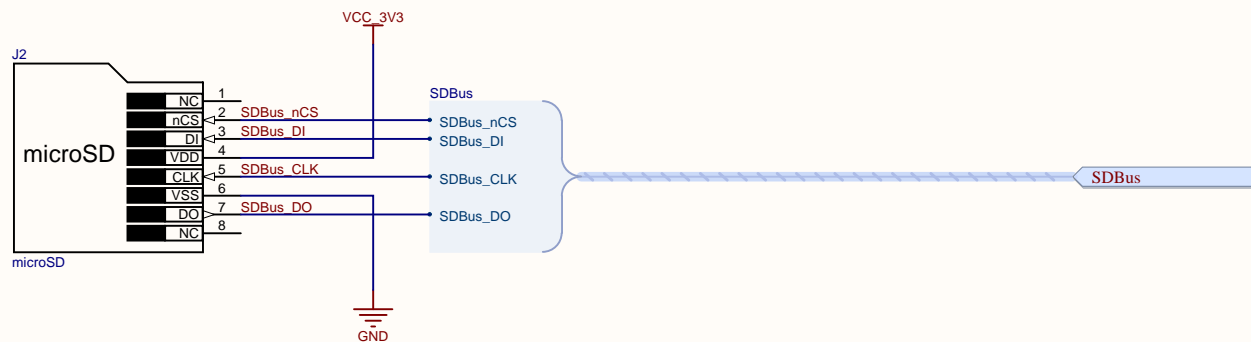 VCC_3V3
J2
microSD
NC 1
nCS 2 SDBus_nCS
DI 3 SDBus_DI
VDD 4
CLK 5 SDBus_CLK
VSS 6
DO 7 SDBus_DO
NC 8
microSD
SDBus
SDBus_nCS
SDBus_DI
SDBus_CLK
SDBus_DO
SDBus
GND